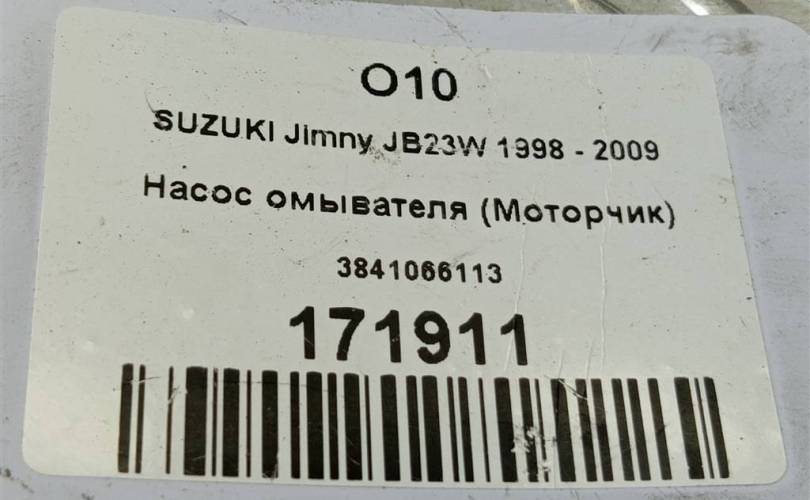 O10
SUZUKI Jimny JB23W 1998 - 2009
Насос омывателя (Моторчик)
3841066113
171911